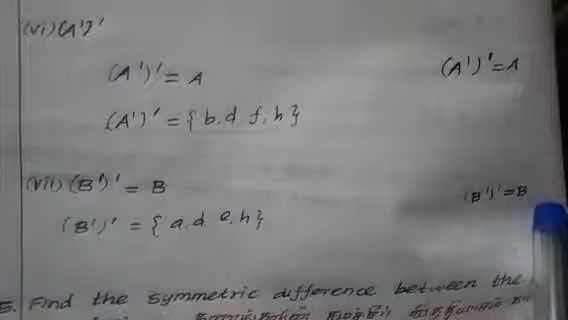 (vi) (A')'
(A')' = A
(A')' = A
(A')' = {b, d, f, h}
(vii) (B')' = B
(B')' = B
(B')' = {a, d, e, h}
5. Find the symmetric difference between the